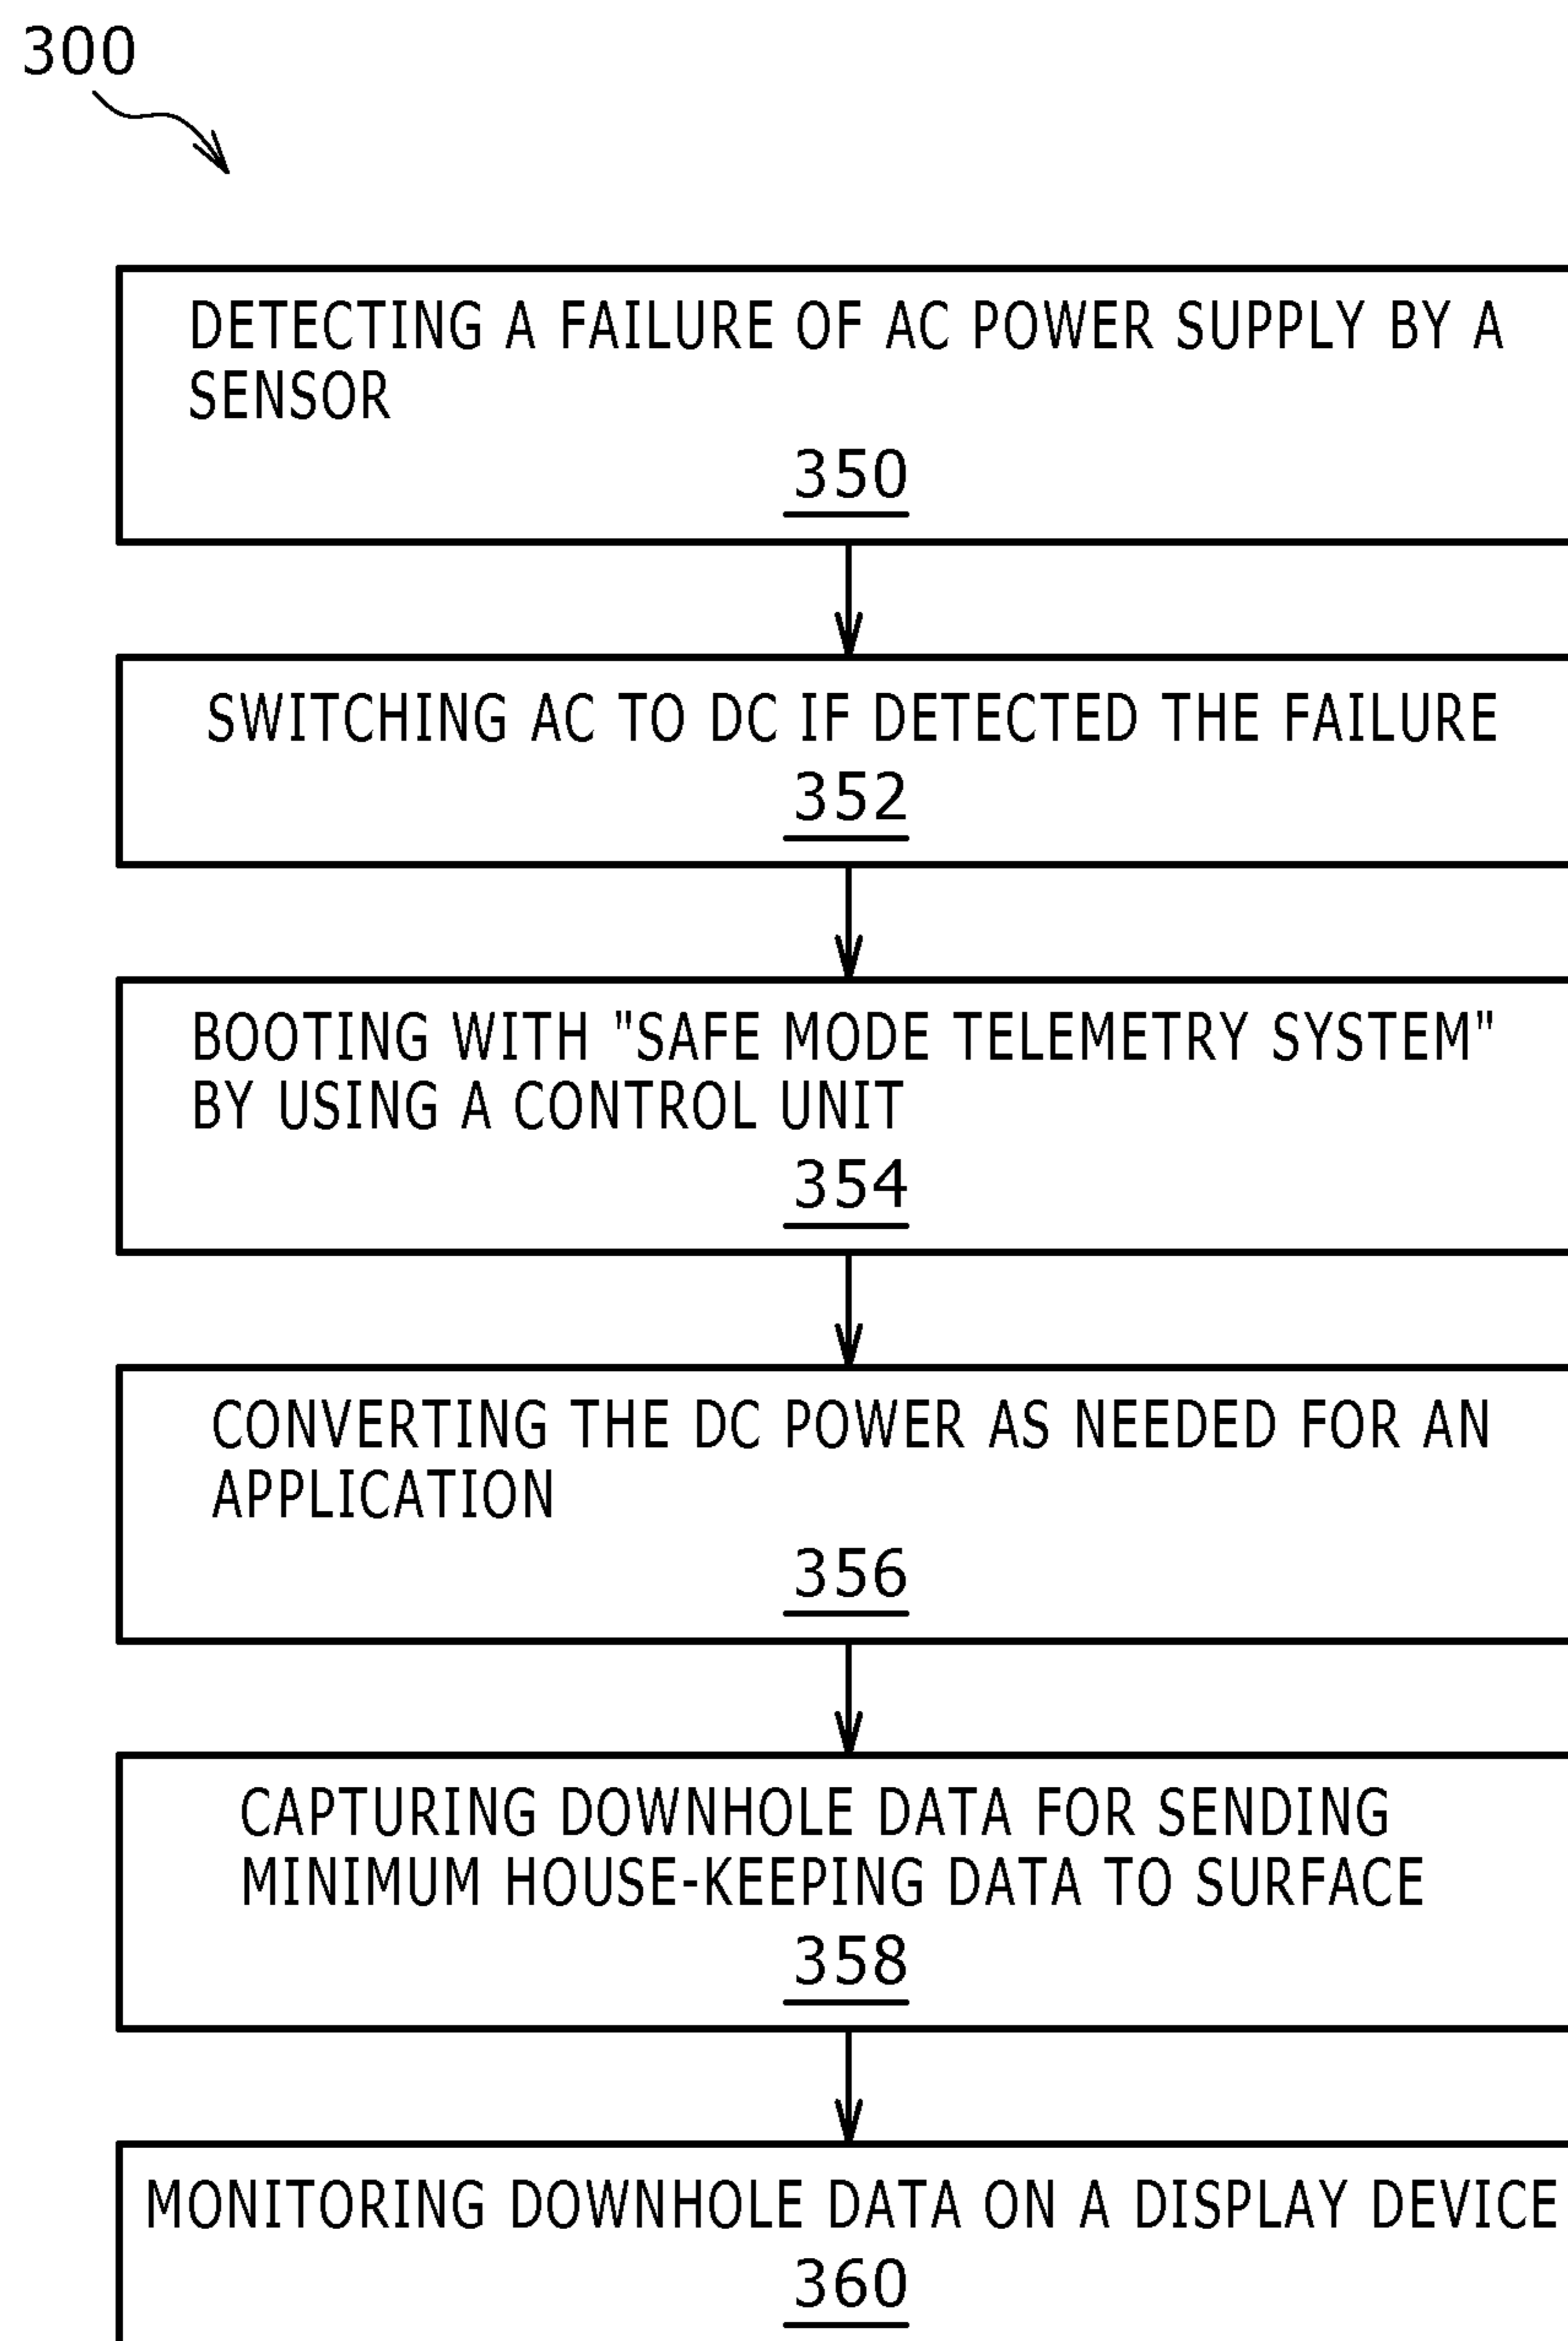 300
DETECTING A FAILURE OF AC POWER SUPPLY BY A
SENSOR
350
SWITCHING AC TO DC IF DETECTED THE FAILURE
352
BOOTING WITH "SAFE MODE TELEMETRY SYSTEM"
BY USING A CONTROL UNIT
354
CONVERTING THE DC POWER AS NEEDED FOR AN
APPLICATION
356
CAPTURING DOWNHOLE DATA FOR SENDING
MINIMUM HOUSE-KEEPING DATA TO SURFACE
358
MONITORING DOWNHOLE DATA ON A DISPLAY DEVICE
360